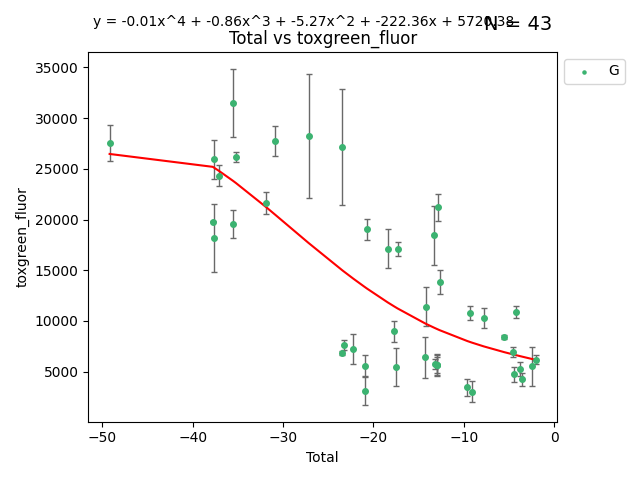 y = -0.01x^4 + -0.86x^3 + -5.27x^2 + -222.36x + 5720.38
N = 43
Total vs toxgreen_fluor
G
35000
30000
25000
20000
15000
10000
5000
toxgreen_fluor
−50 −40 −30 −20 −10 0
Total